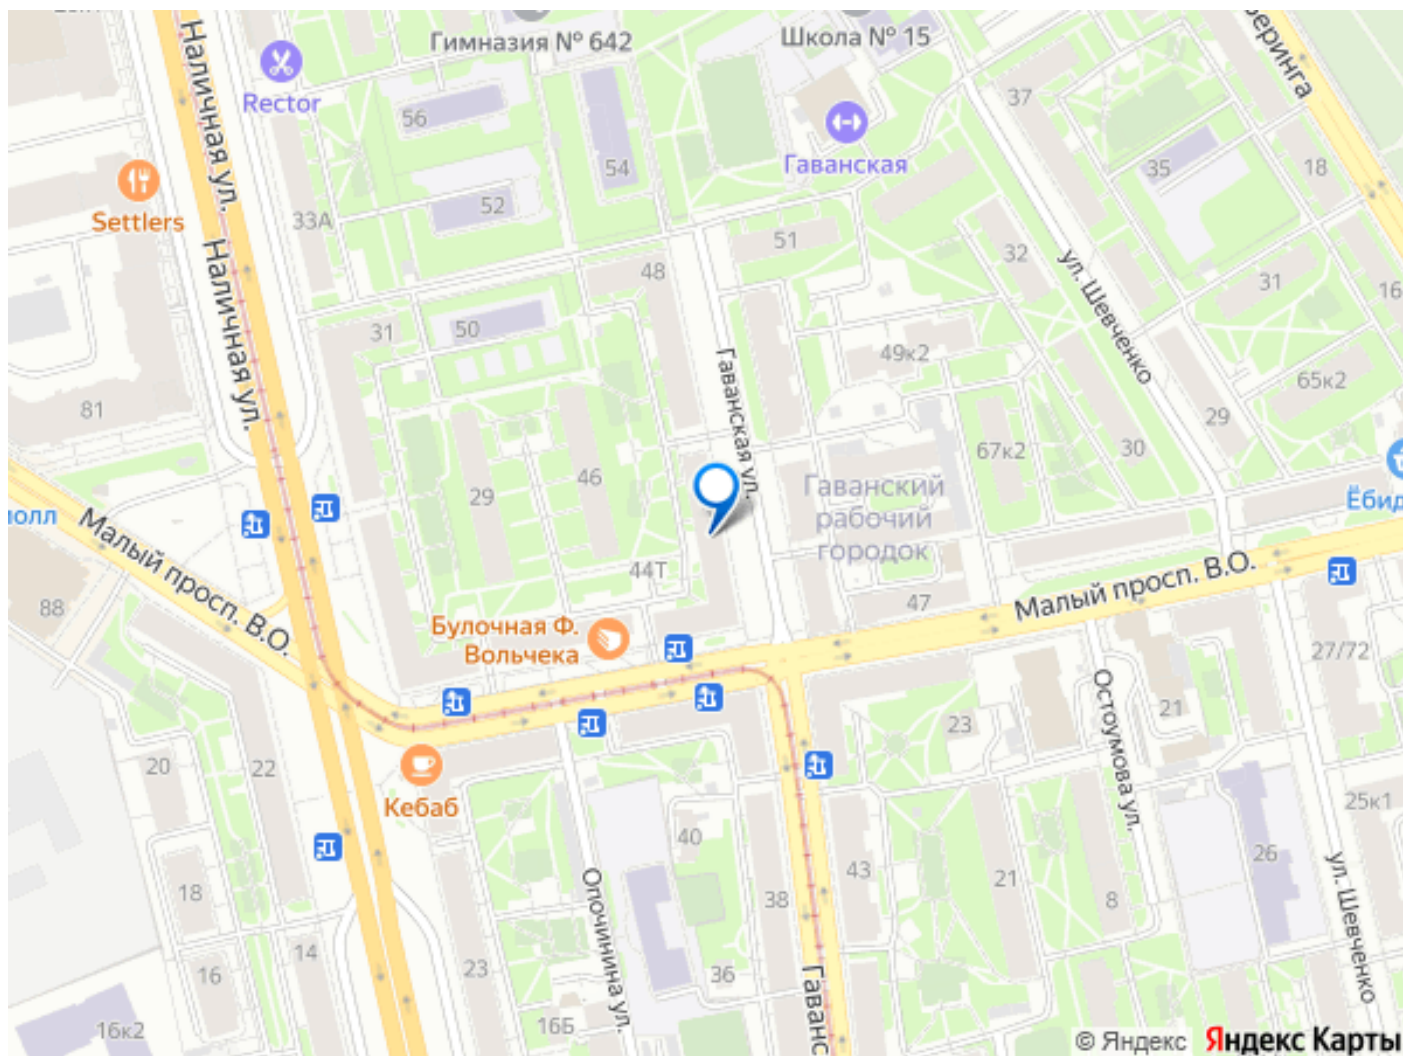 Гимназия № 642
Школа № 15
Беринга
Наличная ул.
Rector
37
56
54
Гаванская
35
18
Settlers
52
33А
51
32
ул. Шевченко
Наличная ул.
48
31
16
50
31
Гаванская ул.
49к2
65к2
81
29
67к2
30
46
29
Гаванский
рабочий
городок
Ёбид
молл
Малый просп. В.О.
44Т
Малый просп. В.О.
88
47
Булочная Ф.
Вольчека
27/72
Остоумова ул.
21
23
20
22
Кебаб
25к1
40
43
26
18
Опочинина ул.
38
21
8
ул. Шевченко
14
23
16
36
Гаванс
16Б
16к2
© Яндекс Яндекс Карты